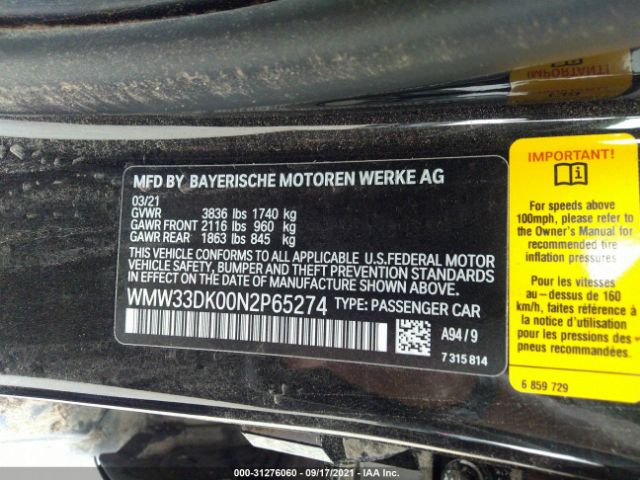 MFD BY BAYERISCHE MOTOREN WERKE AG
03/21
GVWR 3836 lbs 1740 kg
GAWR FRONT 2116 lbs 960 kg
GAWR REAR 1863 lbs 845 kg
THIS VEHICLE CONFORMS TO ALL APPLICABLE U.S.FEDERAL MOTOR
VEHICLE SAFETY, BUMPER AND THEFT PREVENTION STANDARDS
IN EFFECT ON THE DATE OF MANUFACTURE SHOWN ABOVE.
WMW33DK00N2P65274 TYPE: PASSENGER CAR
A94/9
7 315 814
IMPORTANT!
For speeds above
100mph, please refer to
the Owner's Manual for
recommended tire
inflation pressures
Pour les vitesses
au-dessus de 160
km/h, faites référence à
la notice d'utilisation
pour les pressions des
pneus recommandées.
6 859 729
000-31276060 - 09/17/2021 - IAA Inc.